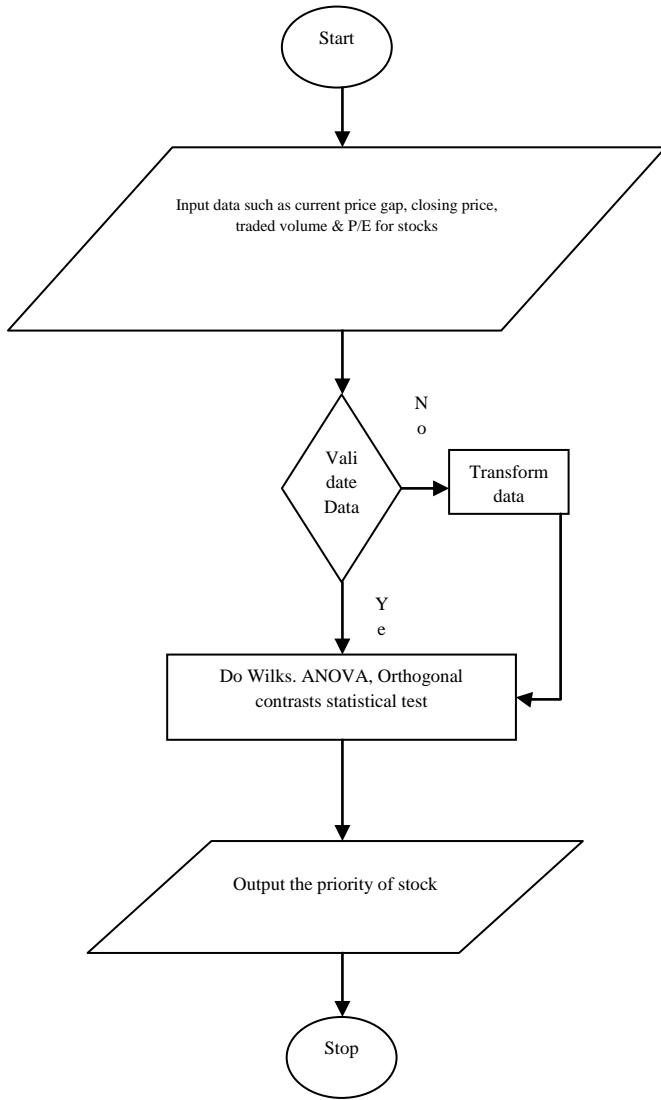 Start
Input data such as current price gap, closing price,
traded volume & P/E for stocks
N
o
Vali
date
Data
Transform
data
Y
e
Do Wilks. ANOVA, Orthogonal
contrasts statistical test
Output the priority of stock
Stop